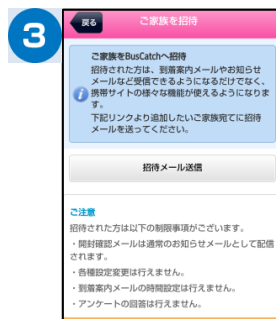 3
戻る
ご家族を招待
ご家族をBusCatchへ招待
招待された方は、到着案内メールやお知らせ
メールなど受信できるようになるだけでなく、
携帯サイトの様々な機能が使えるようになりま
す。
下記リンクより追加したいご家族宛てに招待
メールを送ってください。
招待メール送信
ご注意
招待された方は以下の制限事項がございます。
・開封確認メールは通常のお知らせメールとして配信
されます。
・各種設定変更は行えません。
・到着案内メールの時間設定は行えません。
・アンケートの回答は行えません。